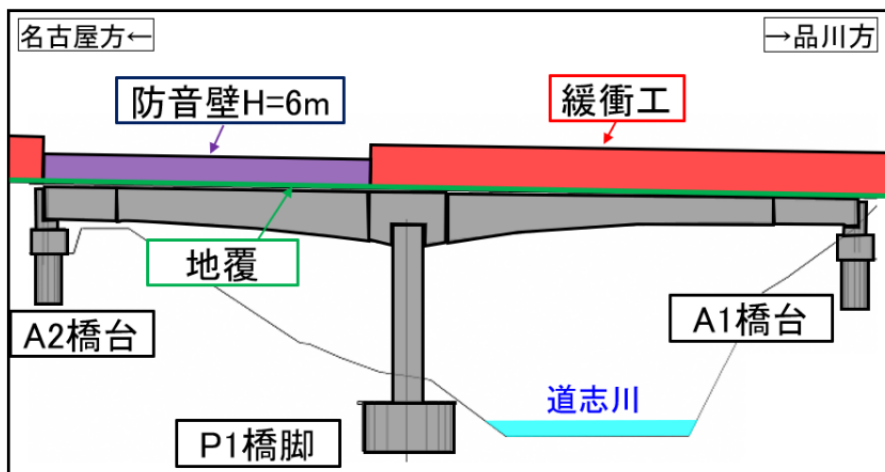 名古屋方←
→品川方
防音壁H=6m
緩衝工
地覆
A2橋台
A1橋台
道志川
P1橋脚